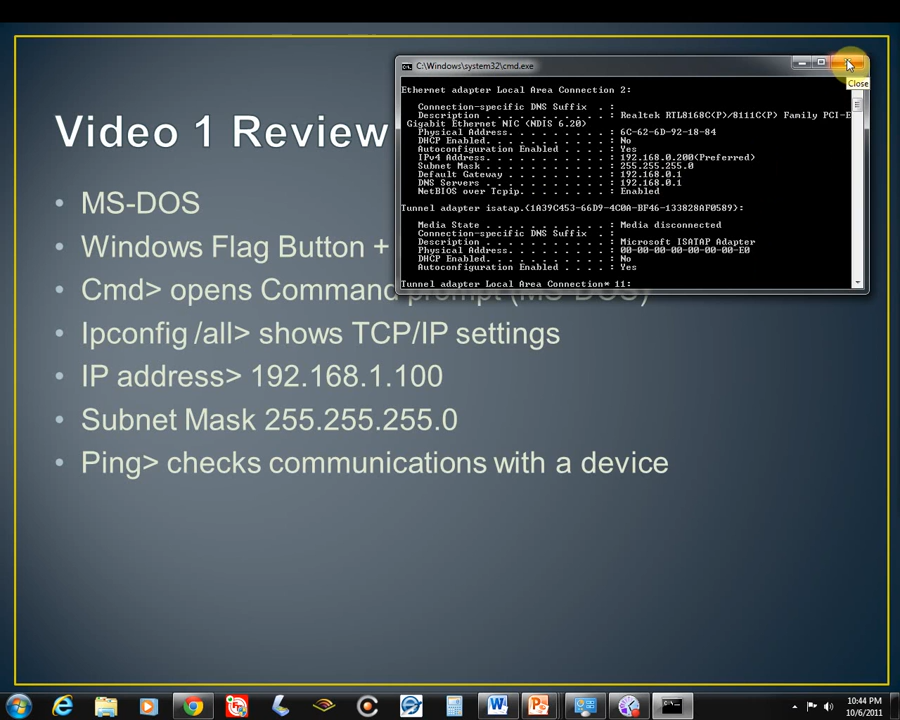 C:\Windows\system32\cmd.exe
Close
Ethernet adapter Local Area Connection 2:
Connection-specific DNS Suffix . :
Description . . . . . . . . . . . : Realtek RTL8168C(P)/8111C(P) Family PCI-E
Gigabit Ethernet NIC (NDIS 6.20)
Physical Address. . . . . . . . . : 6C-62-6D-92-18-84
DHCP Enabled. . . . . . . . . . . : No
Autoconfiguration Enabled . . . . : Yes
IPv4 Address. . . . . . . . . . . : 192.168.0.200(Preferred)
Subnet Mask . . . . . . . . . . . : 255.255.255.0
Default Gateway . . . . . . . . . : 192.168.0.1
DNS Servers . . . . . . . . . . . : 192.168.0.1
NetBIOS over Tcpip. . . . . . . . : Enabled
Tunnel adapter isatap.{1A39C453-66D9-4C0A-BF46-133828AF0589}:
Media State . . . . . . . . . . . : Media disconnected
Connection-specific DNS Suffix . :
Description . . . . . . . . . . . : Microsoft ISATAP Adapter
Physical Address. . . . . . . . . : 00-00-00-00-00-00-00-E0
DHCP Enabled. . . . . . . . . . . : No
Autoconfiguration Enabled . . . . : Yes
Tunnel adapter Local Area Connection* 11:
Video 1 Review
• MS-DOS
• Windows Flag Button +
• Cmd> opens Command prompt (MS-DOS)
• Ipconfig /all> shows TCP/IP settings
• IP address> 192.168.1.100
• Subnet Mask 255.255.255.0
• Ping> checks communications with a device
10:44 PM
10/6/2011